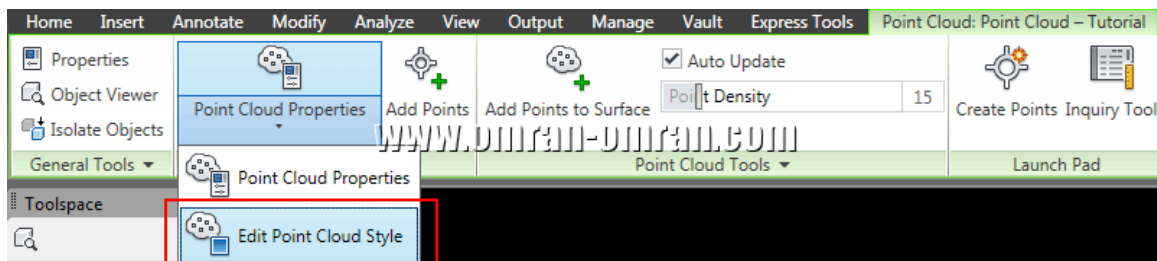 Home Insert Annotate Modify Analyze View Output Manage Vault Express Tools Point Cloud: Point Cloud – Tutorial
Properties
Object Viewer
Isolate Objects
General Tools
Point Cloud Properties
Add Points
Add Points to Surface
Auto Update
Point Density 15
Point Cloud Tools
Create Points Inquiry Tool
Launch Pad
www.omran-omran.com
Point Cloud Properties
Edit Point Cloud Style
Toolspace